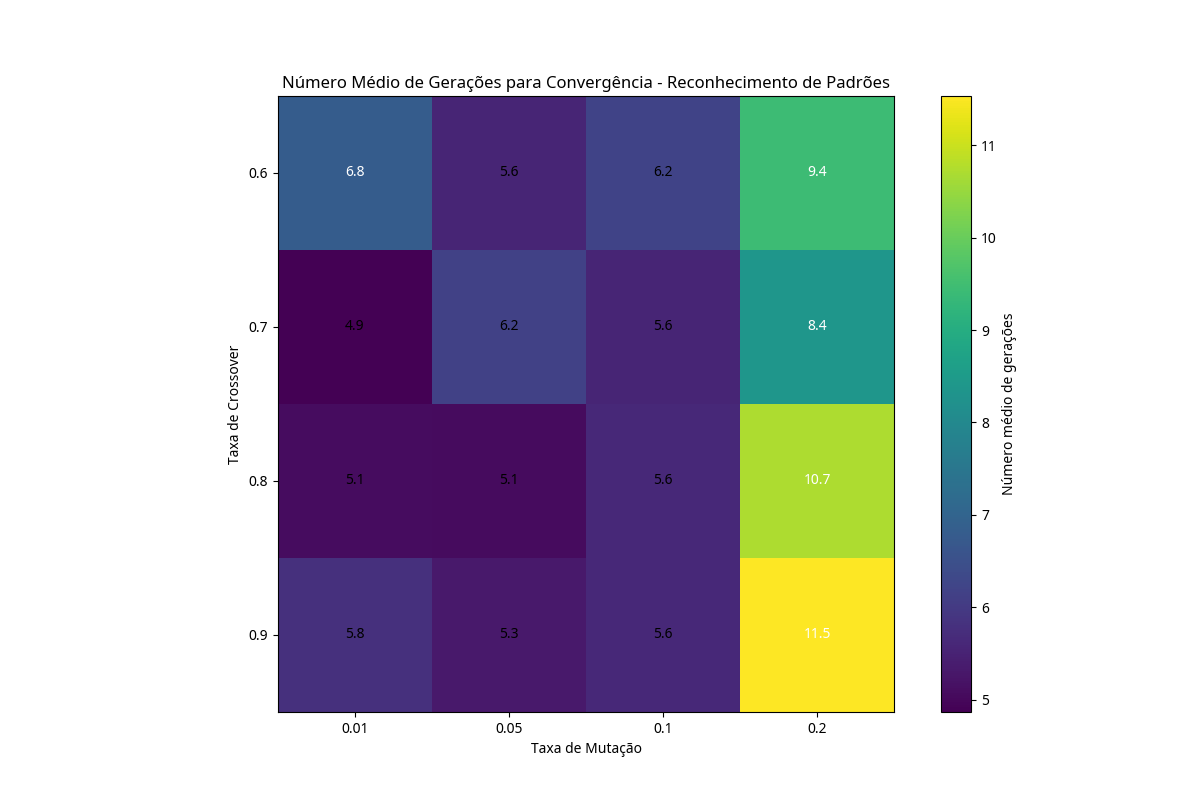 Número Médio de Gerações para Convergência - Reconhecimento de Padrões
0.6 6.8 5.6 6.2 9.4
0.7 4.9 6.2 5.6 8.4
0.8 5.1 5.1 5.6 10.7
0.9 5.8 5.3 5.6 11.5
0.01 0.05 0.1 0.2
Taxa de Mutação
Taxa de Crossover
11
10
9
8
7
6
5
Número médio de gerações